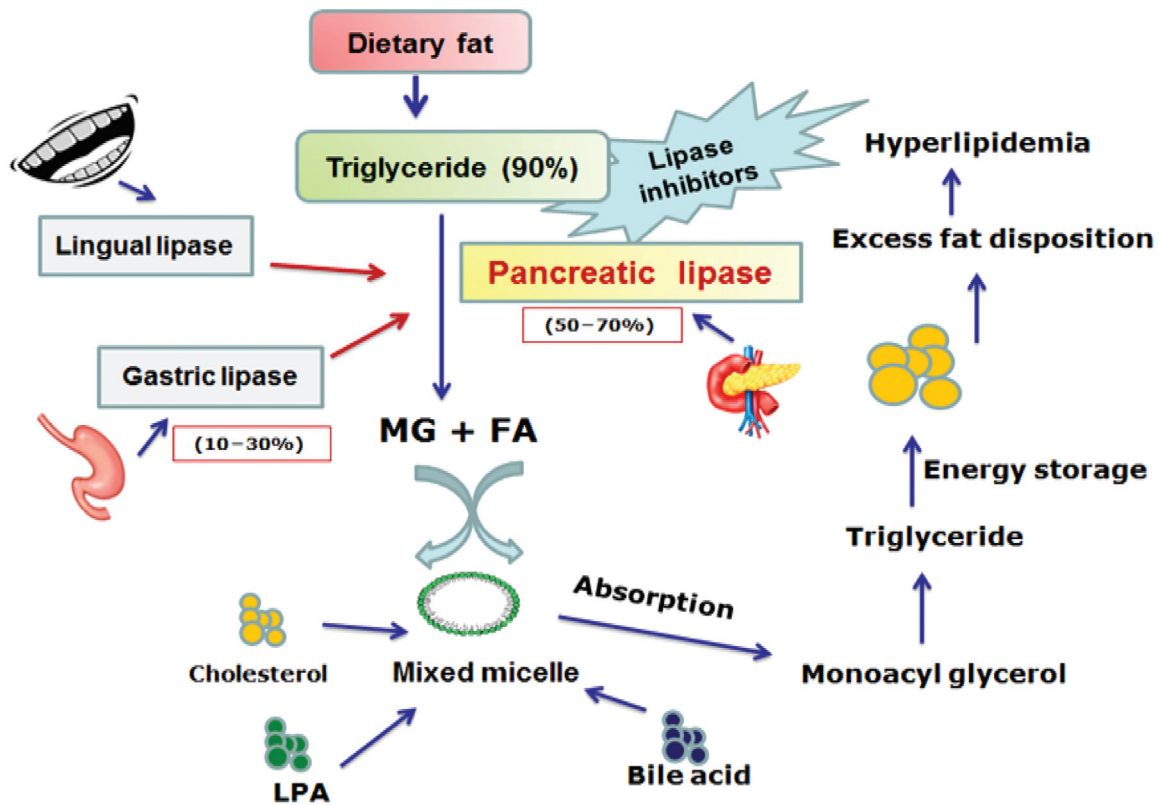 Dietary fat
Triglyceride (90%)
Lipase
inhibitors
Hyperlipidemia
Lingual lipase
Excess fat disposition
Pancreatic lipase
(50–70%)
Gastric lipase
(10–30%)
MG + FA
Energy storage
Triglyceride
Absorption
Cholesterol
Mixed micelle
Monoacyl glycerol
LPA
Bile acid